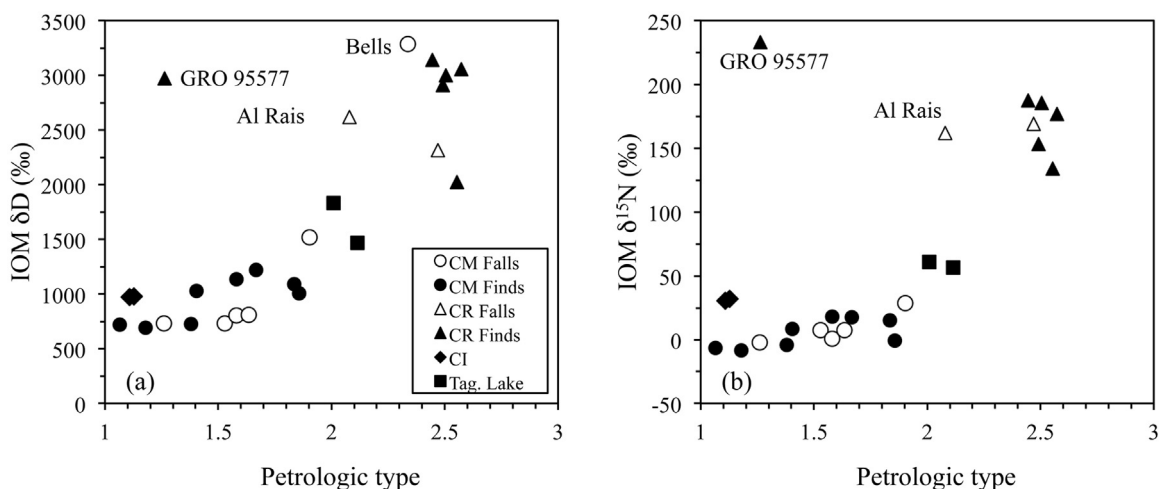 IOM δD (‰)
3500
3000
2500
2000
1500
1000
500
0
Bells
GRO 95577
Al Rais
CM Falls
CM Finds
CR Falls
CR Finds
CI
Tag. Lake
(a)
1
1.5
2
2.5
3
Petrologic type
IOM δ¹⁵N (‰)
250
200
150
100
50
0
-50
GRO 95577
Al Rais
(b)
1
1.5
2
2.5
3
Petrologic type